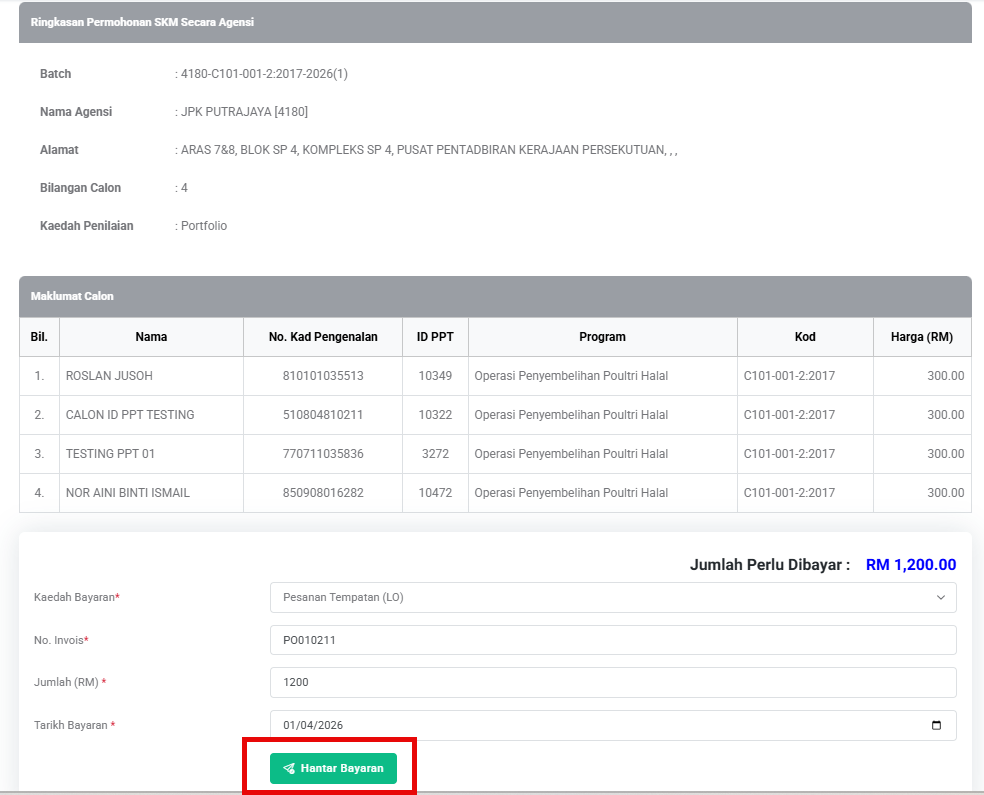 Ringkasan Permohonan SKM Secara Agensi
Batch : 4180-C101-001-2:2017-2026(1)
Nama Agensi : JPK PUTRAJAYA [4180]
Alamat : ARAS 7&8, BLOK SP 4, KOMPLEKS SP 4, PUSAT PENTADBIRAN KERAJAAN PERSEKUTUAN, , ,
Bilangan Calon : 4
Kaedah Penilaian : Portfolio
Maklumat Calon
Bil. Nama No. Kad Pengenalan ID PPT Program Kod Harga (RM)
1. ROSLAN JUSOH 810101035513 10349 Operasi Penyembelihan Poultri Halal C101-001-2:2017 300.00
2. CALON ID PPT TESTING 510804810211 10322 Operasi Penyembelihan Poultri Halal C101-001-2:2017 300.00
3. TESTING PPT 01 770711035836 3272 Operasi Penyembelihan Poultri Halal C101-001-2:2017 300.00
4. NOR AINI BINTI ISMAIL 850908016282 10472 Operasi Penyembelihan Poultri Halal C101-001-2:2017 300.00
Jumlah Perlu Dibayar : RM 1,200.00
Kaedah Bayaran* Pesanan Tempatan (LO)
No. Invois* PO010211
Jumlah (RM) * 1200
Tarikh Bayaran * 01/04/2026
Hantar Bayaran